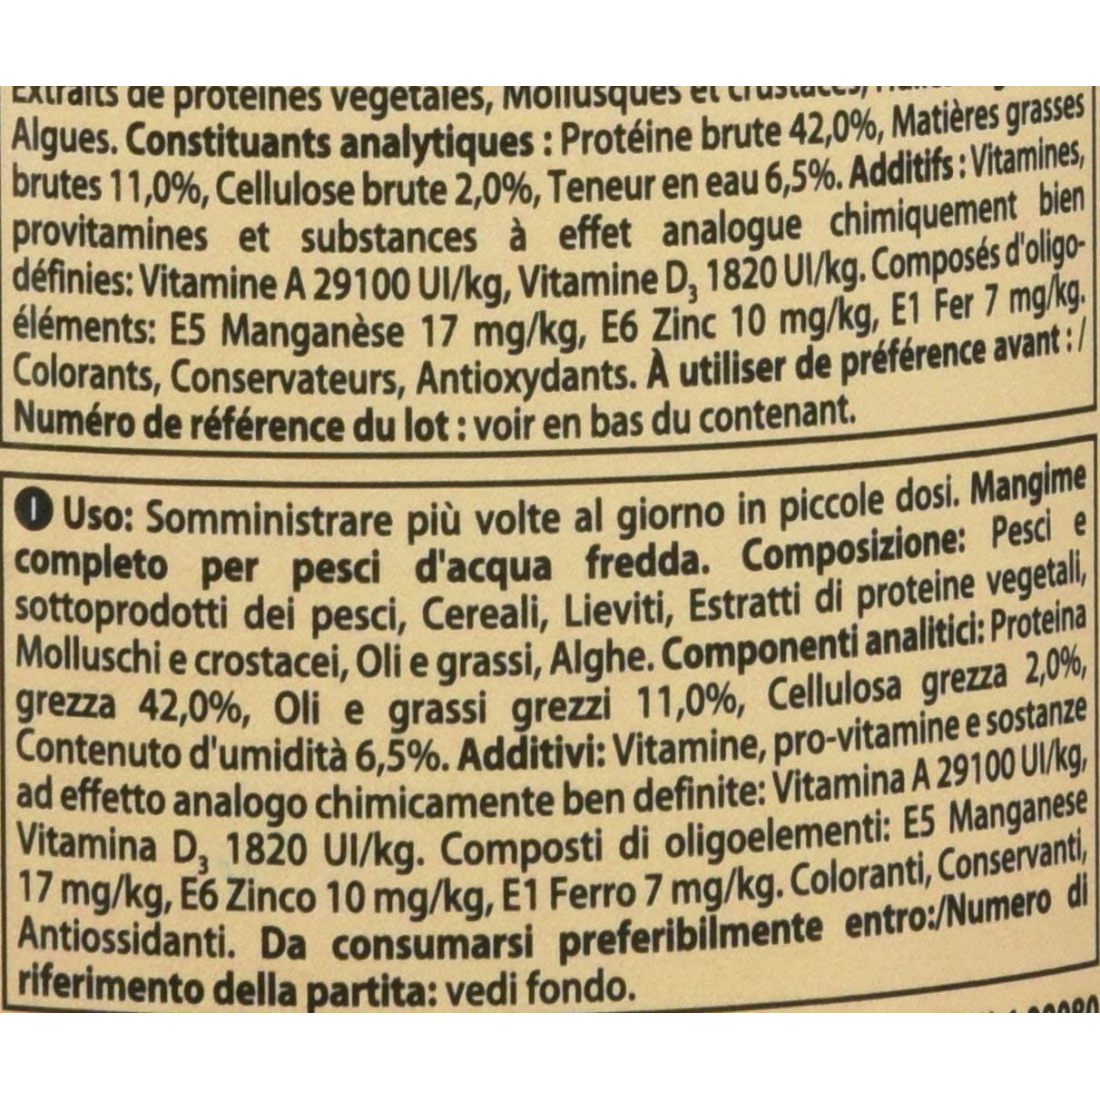 Extraits de protéines végétales, Mollusques et crustacés,
Algues. Constituants analytiques : Protéine brute 42,0%, Matières grasses
brutes 11,0%, Cellulose brute 2,0%, Teneur en eau 6,5%. Additifs : Vitamines,
provitamines et substances à effet analogue chimiquement bien
définies: Vitamine A 29100 UI/kg, Vitamine D₃ 1820 UI/kg. Composés d'oligo-
éléments: E5 Manganèse 17 mg/kg, E6 Zinc 10 mg/kg, E1 Fer 7 mg/kg.
Colorants, Conservateurs, Antioxydants. À utiliser de préférence avant : /
Numéro de référence du lot : voir en bas du contenant.
I Uso: Somministrare più volte al giorno in piccole dosi. Mangime
completo per pesci d'acqua fredda. Composizione: Pesci e
sottoprodotti dei pesci, Cereali, Lieviti, Estratti di proteine vegetali,
Molluschi e crostacei, Oli e grassi, Alghe. Componenti analitici: Proteina
grezza 42,0%, Oli e grassi grezzi 11,0%, Cellulosa grezza 2,0%,
Contenuto d'umidità 6,5%. Additivi: Vitamine, pro-vitamine e sostanze
ad effetto analogo chimicamente ben definite: Vitamina A 29100 UI/kg,
Vitamina D₃ 1820 UI/kg. Composti di oligoelementi: E5 Manganese
17 mg/kg, E6 Zinco 10 mg/kg, E1 Ferro 7 mg/kg. Coloranti, Conservanti,
Antiossidanti. Da consumarsi preferibilmente entro:/Numero di
riferimento della partita: vedi fondo.